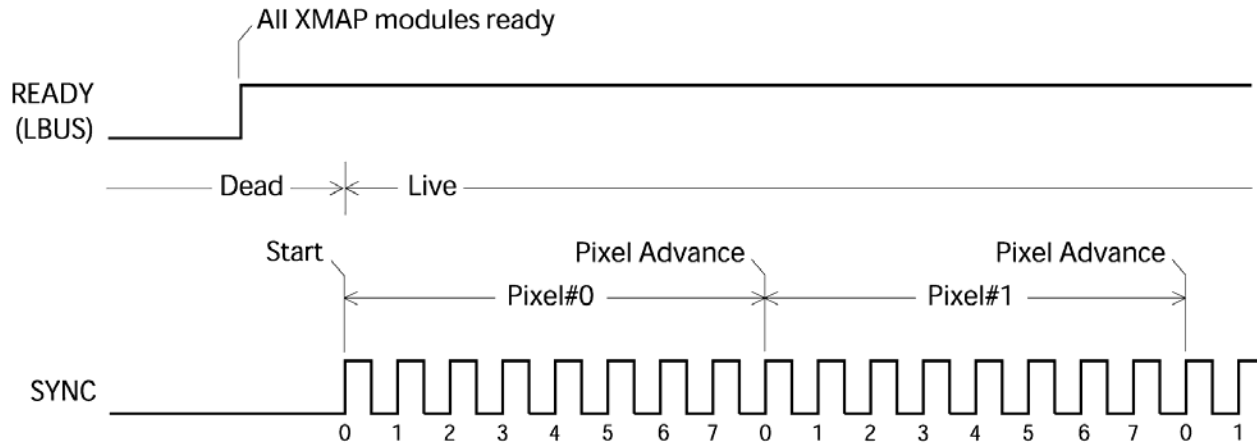 All XMAP modules ready
READY
(LBUS)
Dead
Live
Start
Pixel Advance
Pixel Advance
Pixel#0
Pixel#1
SYNC
0 1 2 3 4 5 6 7 0 1 2 3 4 5 6 7 0 1